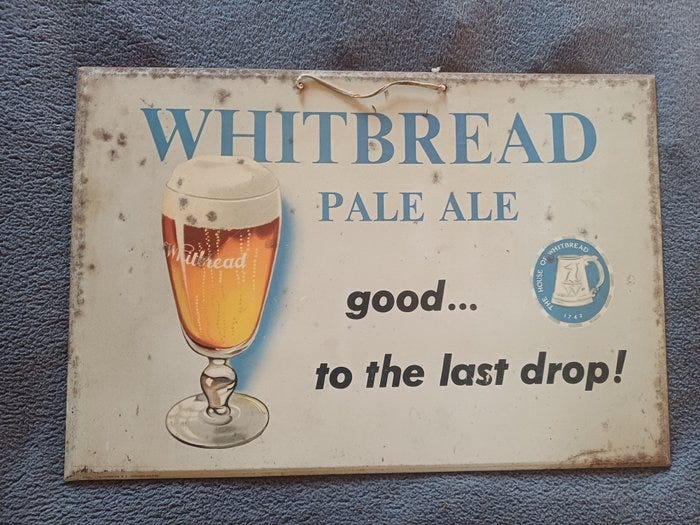 WHITBREAD
PALE ALE
Whitbread
good...
to the last drop!
THE HOUSE OF WHITBREAD
1742